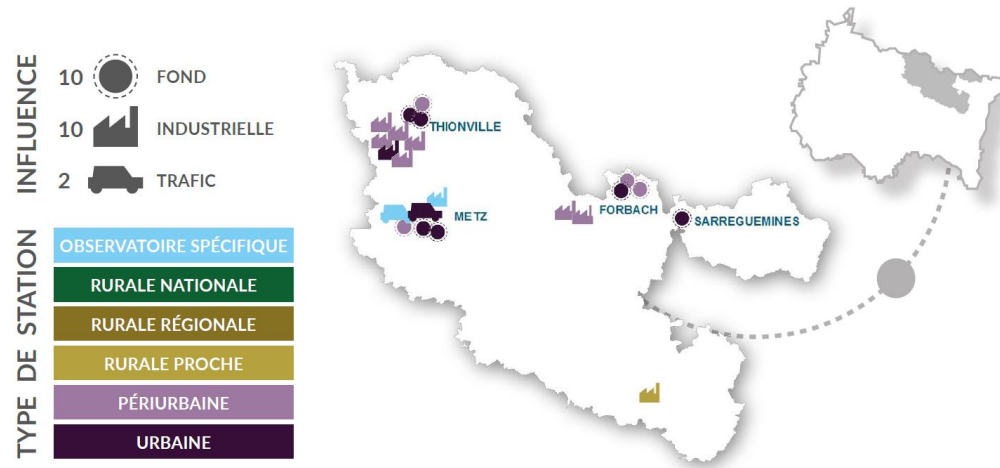 INFLUENCE
10 FOND
10 INDUSTRIELLE
2 TRAFIC
TYPE DE STATION
OBSERVATOIRE SPÉCIFIQUE
RURALE NATIONALE
RURALE RÉGIONALE
RURALE PROCHE
PÉRIURBAINE
URBAINE
THIONVILLE
METZ
FORBACH
SARREGUEMINES